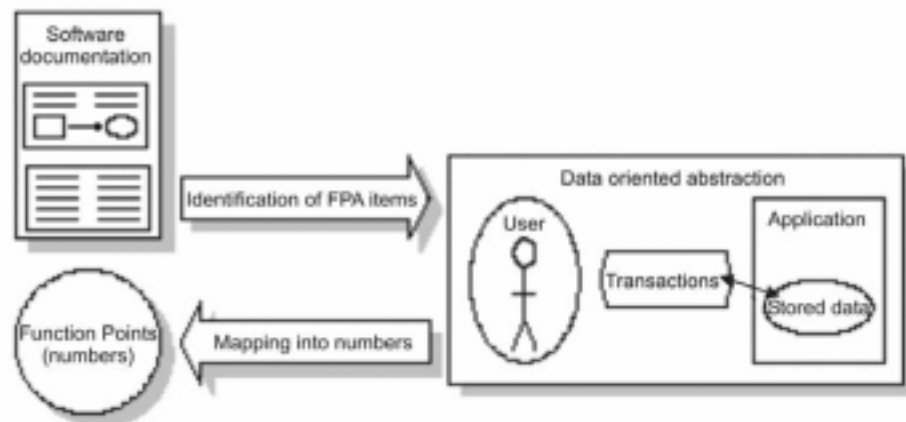 Software
documentation
Identification of FPA items
Data oriented abstraction
User
Transactions
Application
Stored data
Function Points
(numbers)
Mapping into numbers